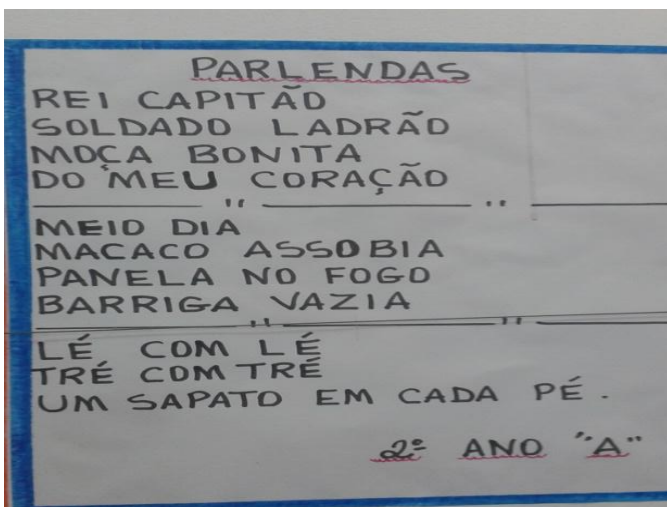 PARLENDAS
REI CAPITÃO
SOLDADO LADRÃO
MOÇA BONITA
DO MEU CORAÇÃO
" "
MEIO DIA
MACACO ASSOBIA
PANELA NO FOGO
BARRIGA VAZIA
" "
LÉ COM LÉ
TRÉ COM TRÉ
UM SAPATO EM CADA PÉ.
2º ANO "A"